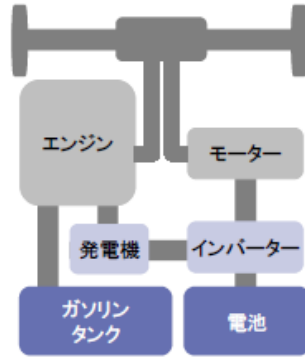 エンジン
モーター
発電機
インバーター
ガソリン
タンク
電池